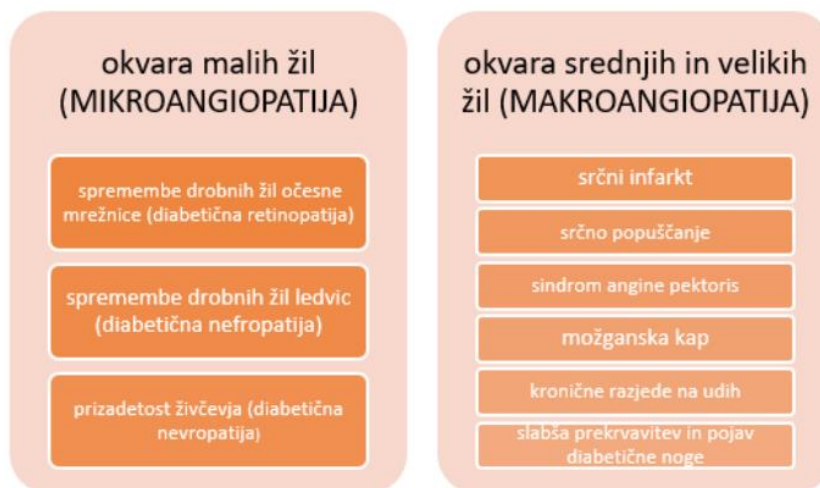 okvara malih žil
(MIKROANGIOPATIJA)
spremembe drobnih žil očesne
mrežnice (diabetična retinopatija)
spremembe drobnih žil ledvic
(diabetična nefropatija)
prizadetost živčevja (diabetična
nevropatija)
okvara srednjih in velikih
žil (MAKROANGIOPATIJA)
srčni infarkt
srčno popuščanje
sindrom angine pektoris
možganska kap
kronične razjede na udih
slabša prekrvavitev in pojav
diabetične noge